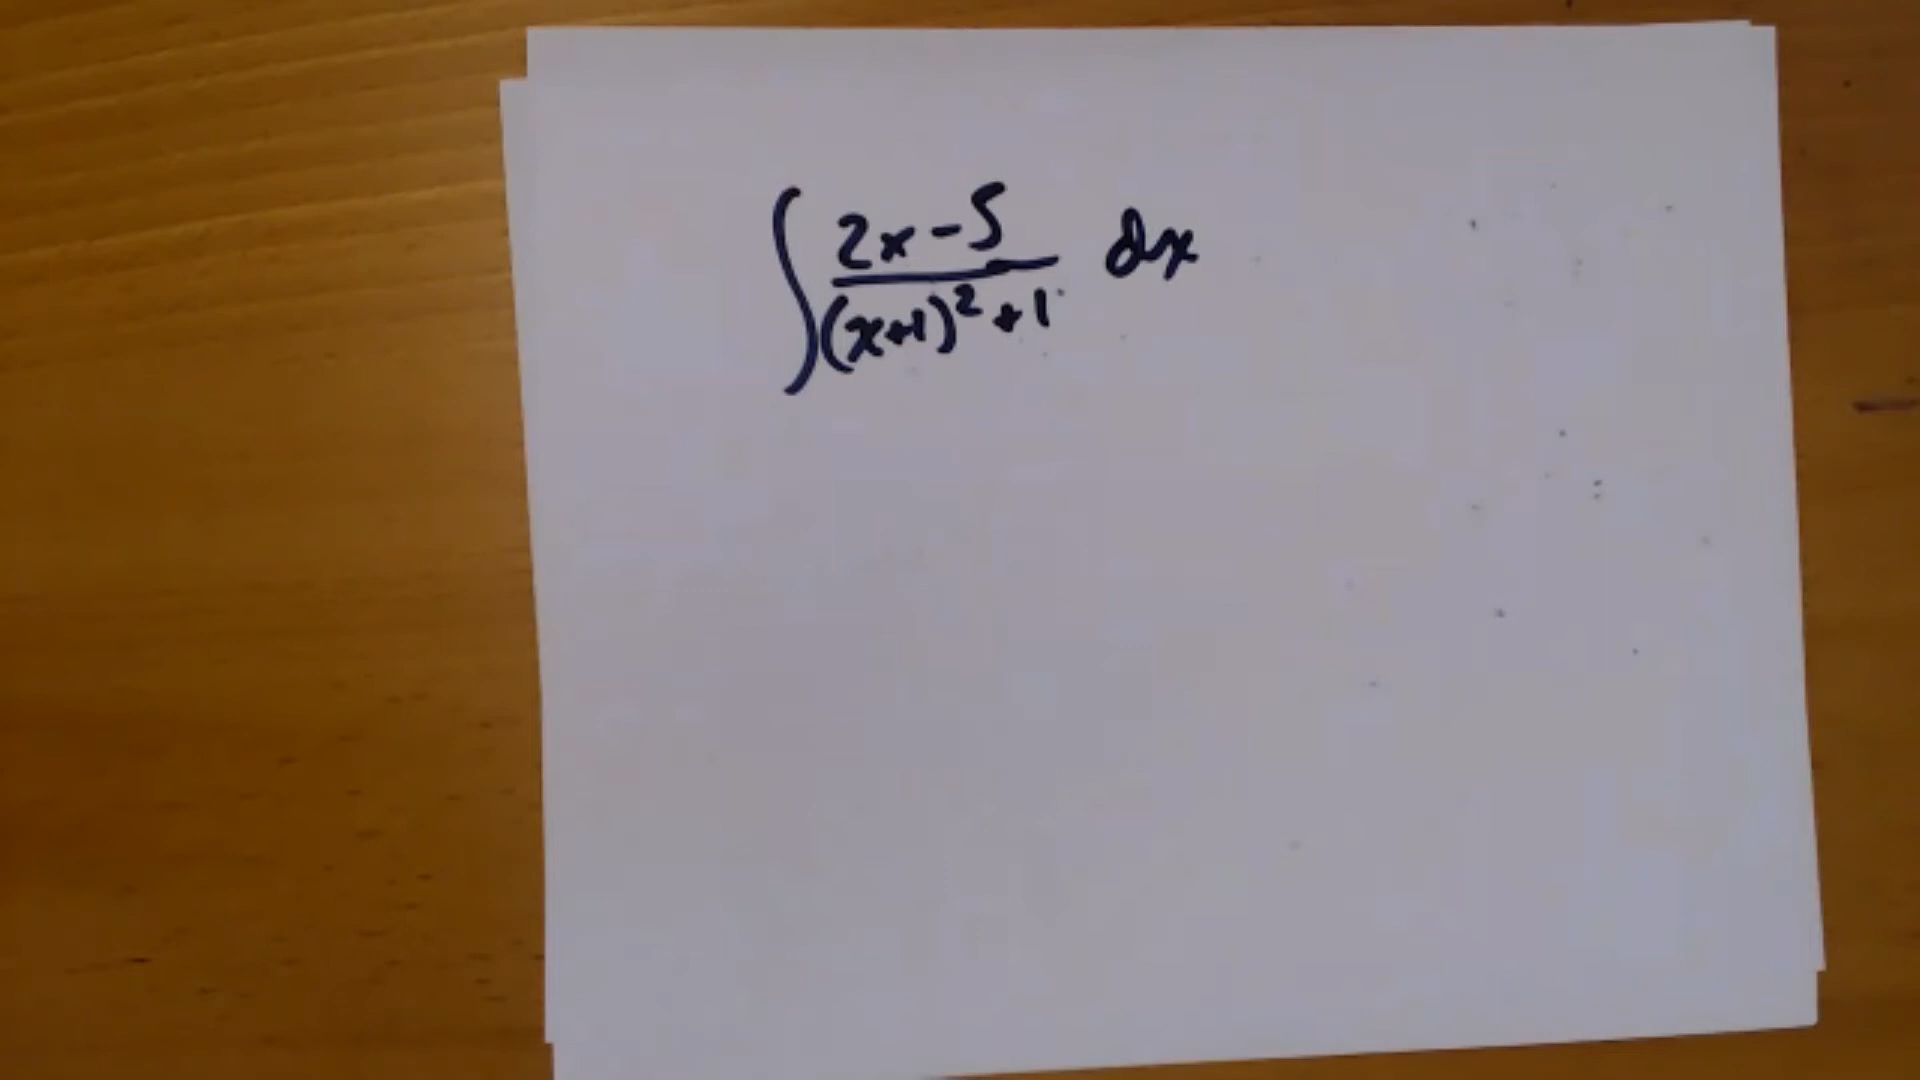 ∫ (2x-5)/((x+1)²+1) dx